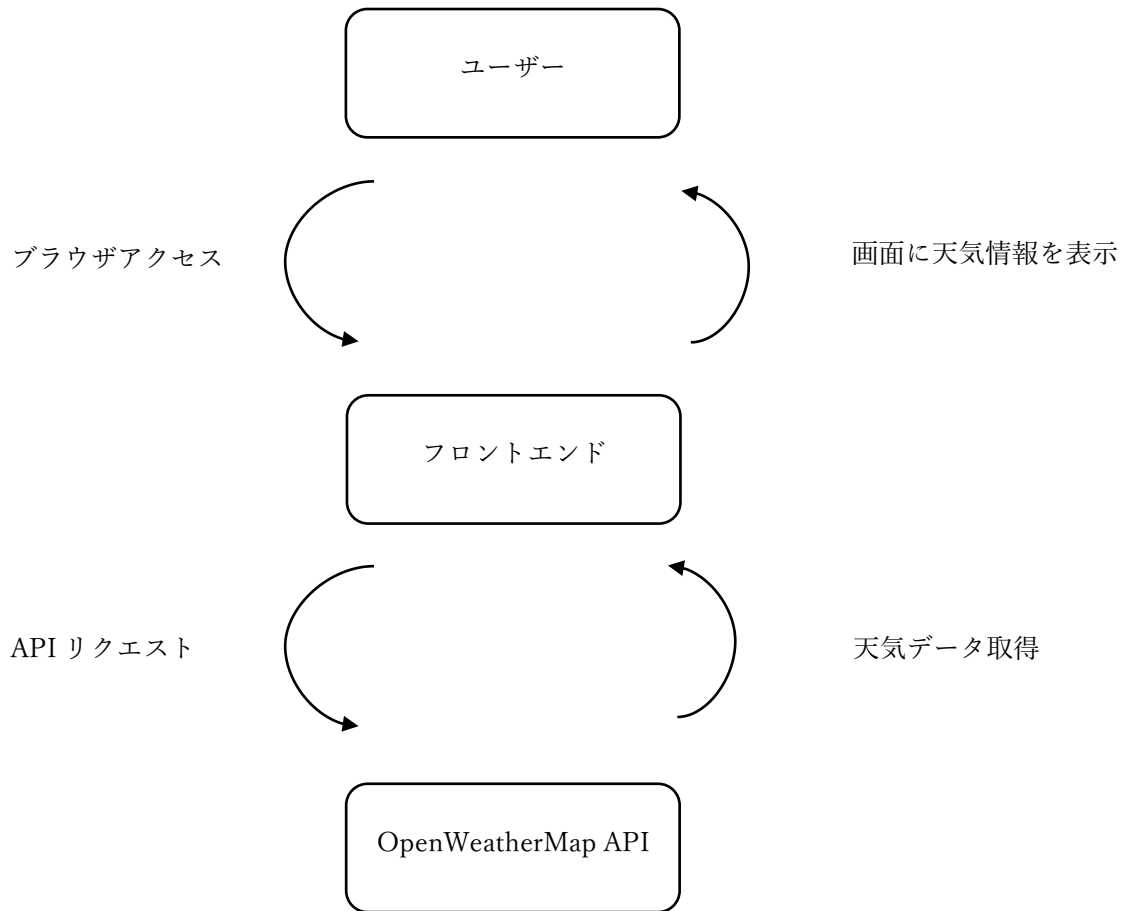 ユーザー
ブラウザアクセス
画面に天気情報を表示
フロントエンド
API リクエスト
天気データ取得
OpenWeatherMap API